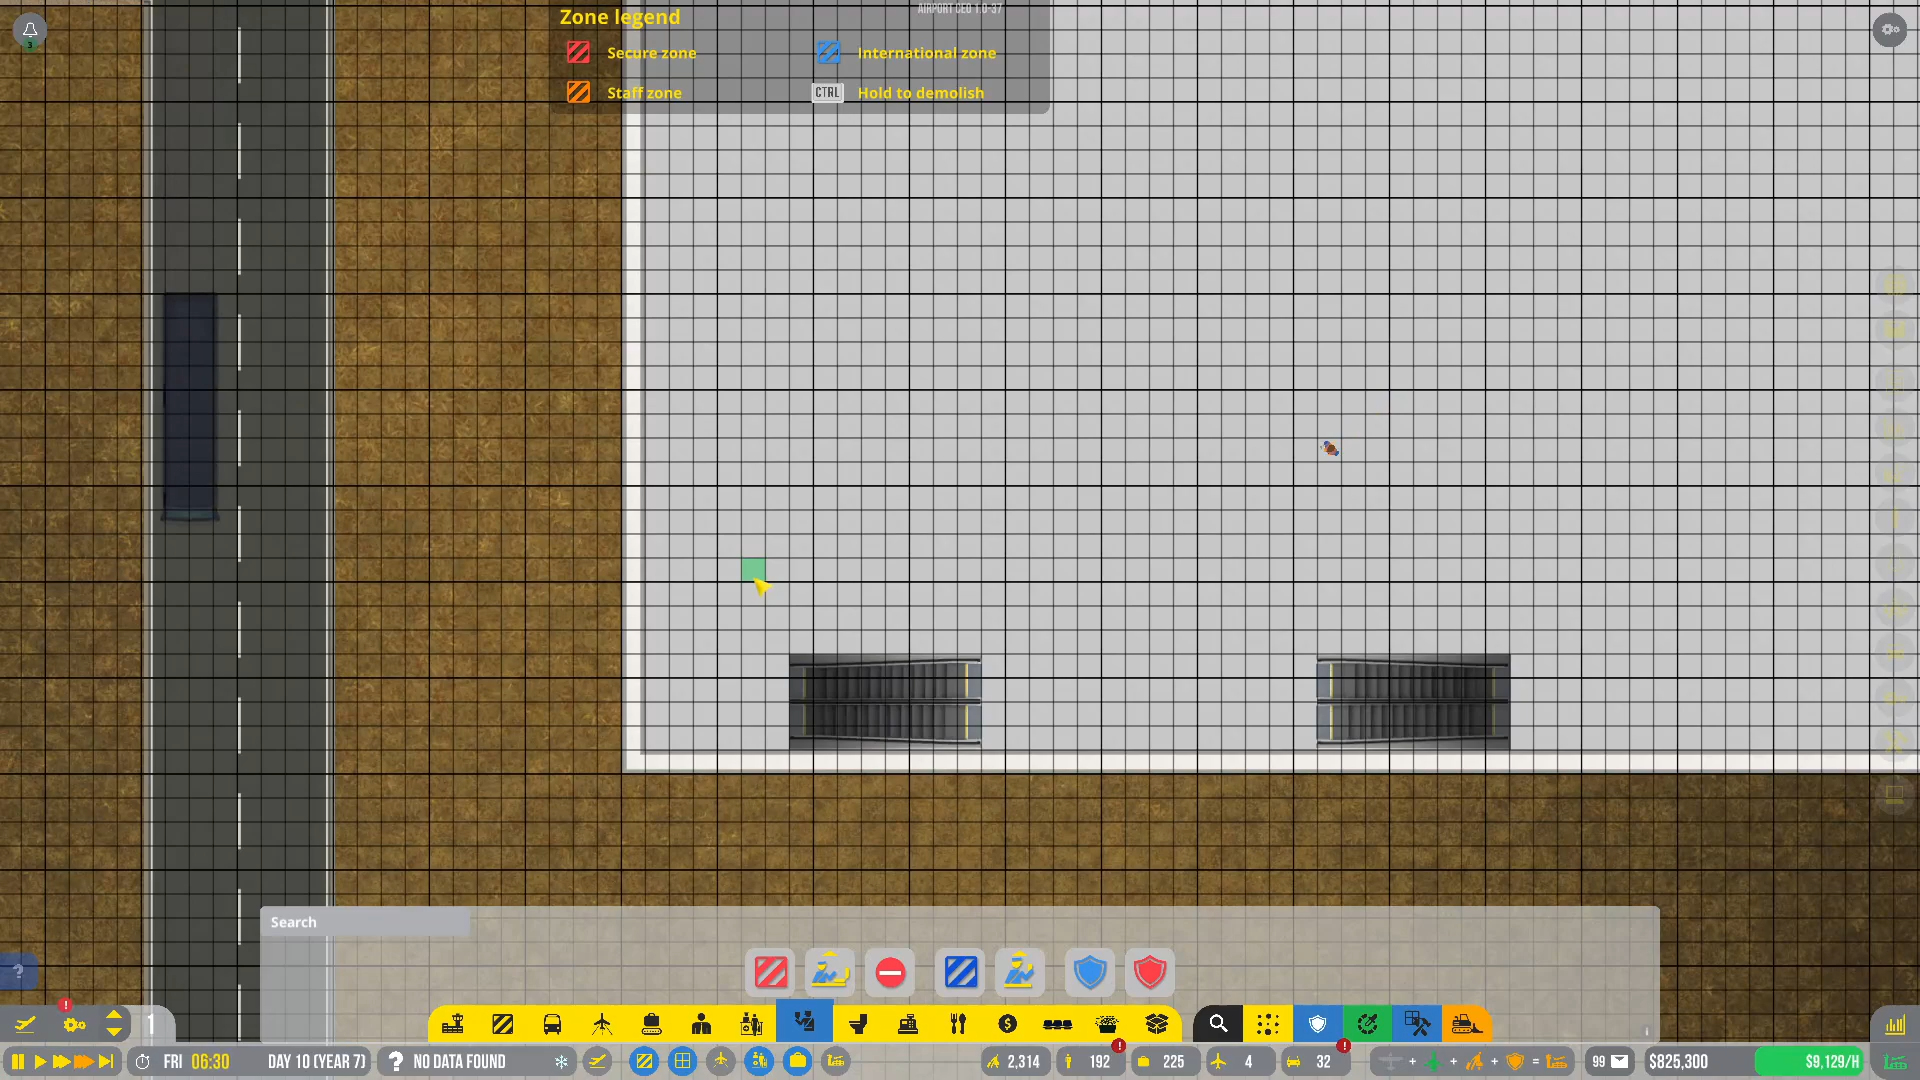 AIRPORT CEO 1.0-37
Zone legend
Secure zone
International zone
Staff zone
CTRL Hold to demolish
3
Search
?
!
1
i
FRI 06:30
DAY 10 (YEAR 7)
? NO DATA FOUND
2,314
192
!
225
4
32
!
+ + + =
99
$825,300
$9,129/H